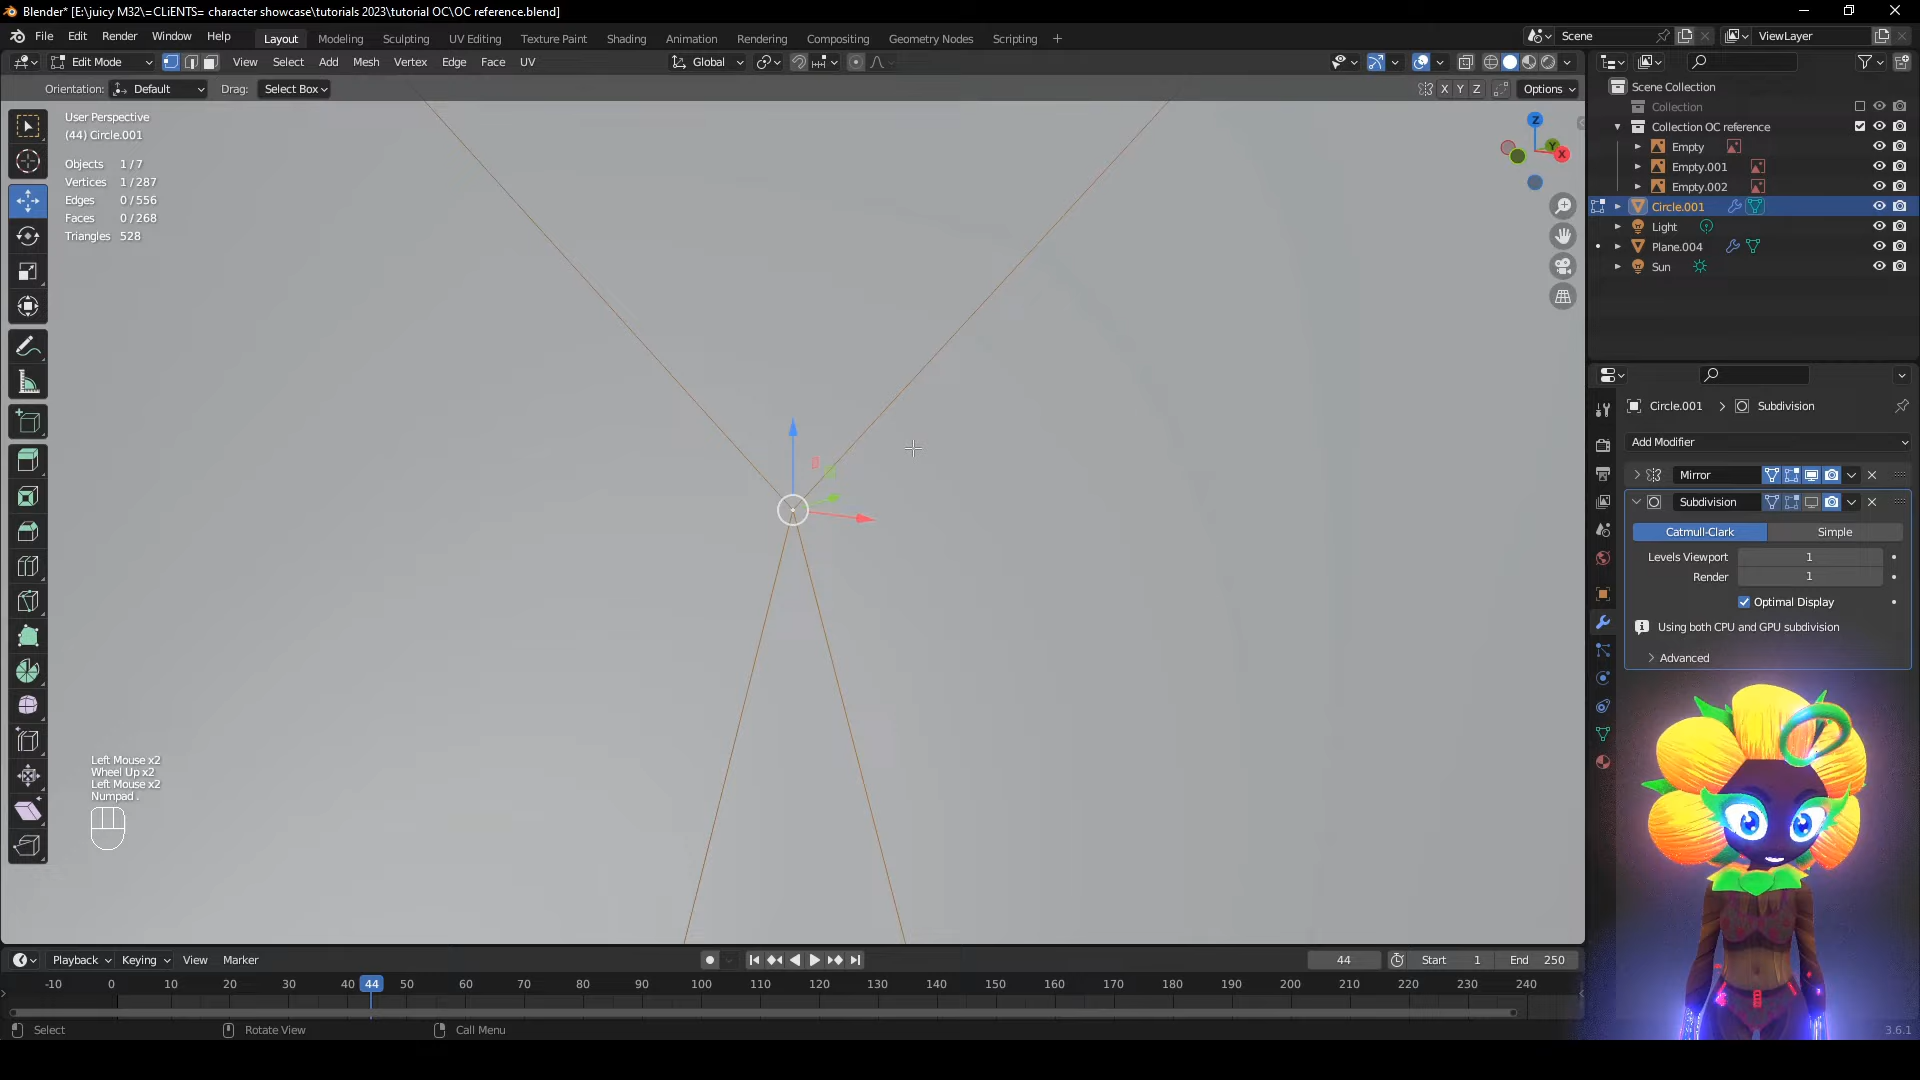 Blender* [E:\juicy M32\=CLiENTS= character showcase\tutorials 2023\tutorial OC\OC reference.blend]
File Edit Render Window Help Layout Modeling Sculpting UV Editing Texture Paint Shading Animation Rendering Compositing Geometry Nodes Scripting + Scene ViewLayer
Edit Mode View Select Add Mesh Vertex Edge Face UV Global
Orientation: Default Drag: Select Box X Y Z Options
User Perspective
(44) Circle.001
Objects 1/7
Vertices 1/287
Edges 0/556
Faces 0/268
Triangles 528
Z
Y
X
Left Mouse x2
Wheel Up x2
Left Mouse x2
Numpad .
Scene Collection
Collection
Collection OC reference
Empty
Empty.001
Empty.002
Circle.001
Light
Plane.004
Sun
Circle.001 > Subdivision
Add Modifier
Mirror
Subdivision
Catmull-Clark Simple
Levels Viewport 1
Render 1
Optimal Display
Using both CPU and GPU subdivision
Advanced
Playback Keying View Marker 44 Start 1 End 250
-10 0 10 20 30 40 44 50 60 70 80 90 100 110 120 130 140 150 160 170 180 190 200 210 220 230 240
Select Rotate View Call Menu 3.6.1